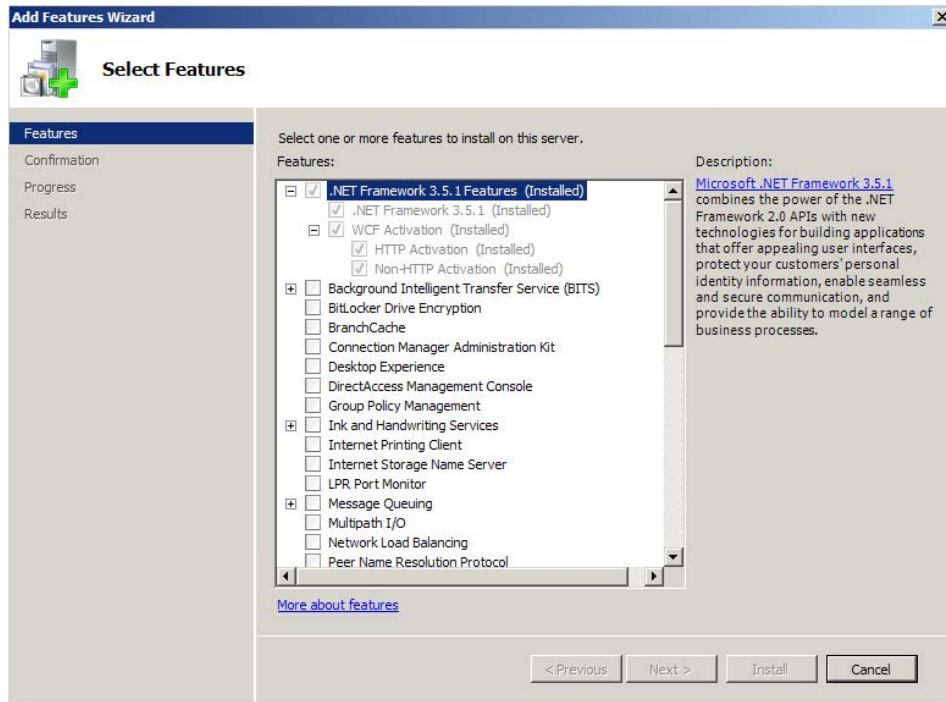 Add Features Wizard
Select Features
Features
Confirmation
Progress
Results
Select one or more features to install on this server.
Features:
.NET Framework 3.5.1 Features (Installed)
.NET Framework 3.5.1 (Installed)
WCF Activation (Installed)
HTTP Activation (Installed)
Non-HTTP Activation (Installed)
Background Intelligent Transfer Service (BITS)
BitLocker Drive Encryption
BranchCache
Connection Manager Administration Kit
Desktop Experience
DirectAccess Management Console
Group Policy Management
Ink and Handwriting Services
Internet Printing Client
Internet Storage Name Server
LPR Port Monitor
Message Queuing
Multipath I/O
Network Load Balancing
Peer Name Resolution Protocol
More about features
Description:
Microsoft .NET Framework 3.5.1
combines the power of the .NET
Framework 2.0 APIs with new
technologies for building applications
that offer appealing user interfaces,
protect your customers' personal
identity information, enable seamless
and secure communication, and
provide the ability to model a range of
business processes.
< Previous
Next >
Install
Cancel